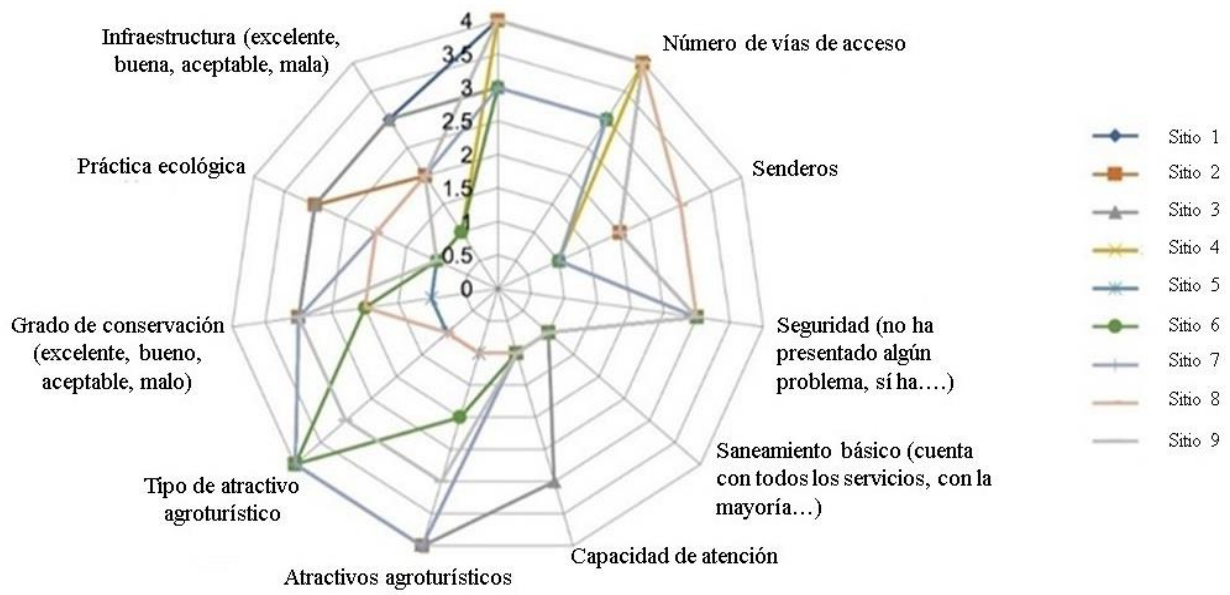 4
3.5
3
2.5
2
1.5
1
0.5
0
Número de vías de acceso
Senderos
Seguridad (no ha
presentado algún
problema, sí ha....)
Saneamiento básico (cuenta
con todos los servicios, con la
mayoría...)
Capacidad de atención
Atractivos agroturísticos
Tipo de atractivo
agroturístico
Grado de conservación
(excelente, bueno,
aceptable, malo)
Práctica ecológica
Infraestructura (excelente,
buena, aceptable, mala)
Sitio 1
Sitio 2
Sitio 3
Sitio 4
Sitio 5
Sitio 6
Sitio 7
Sitio 8
Sitio 9